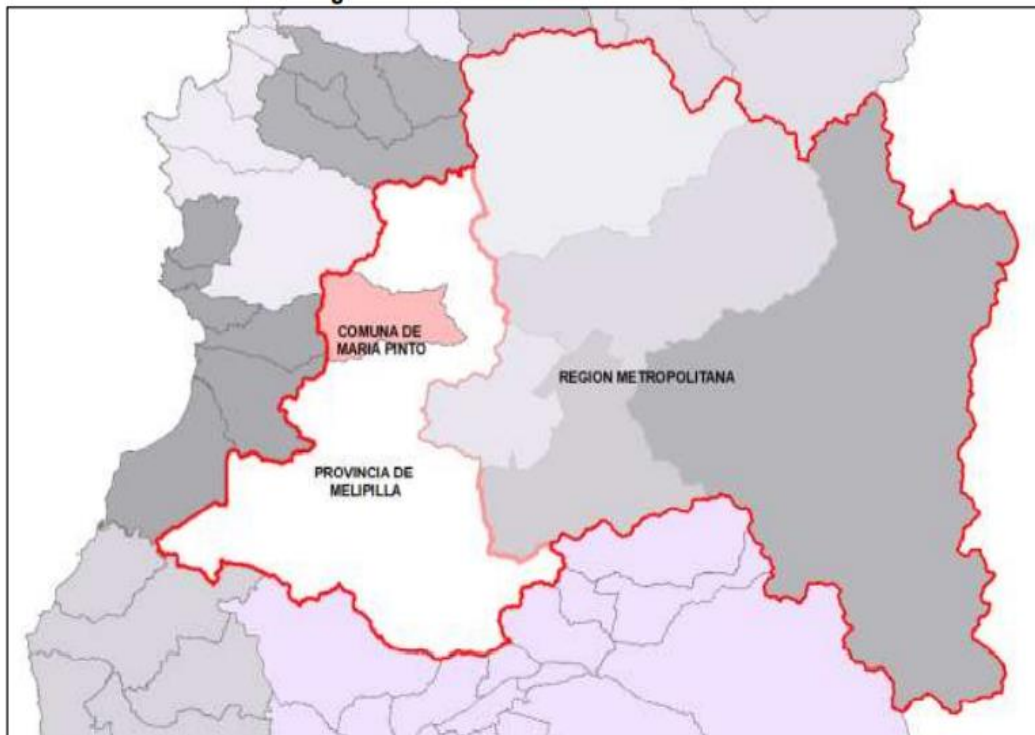 COMUNA DE
MARIA PINTO
REGION METROPOLITANA
PROVINCIA DE
MELIPILLA